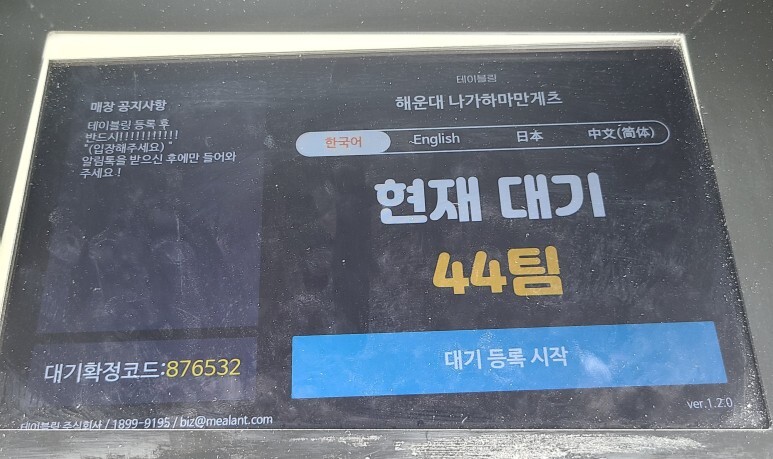 테이블링
해운대 나가하마만게츠
한국어 English 日本 中文(简体)
현재 대기
44팀
대기 등록 시작
ver.1.2.0
매장 공지사항
테이블링 등록 후
반드시!!!!!!!!!!!
"(입장해주세요) "
알림톡을 받으신 후에만 들어와
주세요 !
대기확정코드:876532
테이블링 주식회사 / 1899-9195 / biz@mealant.com